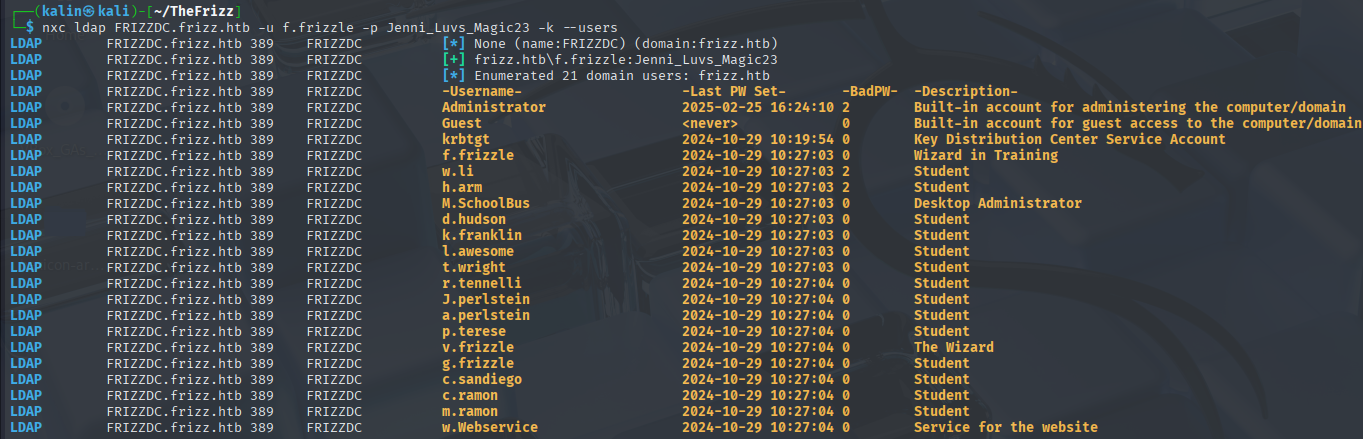 ┌──(kalin㉿kali)-[~/TheFrizz]
└─$ nxc ldap FRIZZDC.frizz.htb -u f.frizzle -p Jenni_Luvs_Magic23 -k --users
LDAP FRIZZDC.frizz.htb 389 FRIZZDC [*] None (name:FRIZZDC) (domain:frizz.htb)
LDAP FRIZZDC.frizz.htb 389 FRIZZDC [+] frizz.htb\f.frizzle:Jenni_Luvs_Magic23
LDAP FRIZZDC.frizz.htb 389 FRIZZDC [*] Enumerated 21 domain users: frizz.htb
LDAP FRIZZDC.frizz.htb 389 FRIZZDC -Username- -Last PW Set- -BadPW- -Description-
LDAP FRIZZDC.frizz.htb 389 FRIZZDC Administrator 2025-02-25 16:24:10 2 Built-in account for administering the computer/domain
LDAP FRIZZDC.frizz.htb 389 FRIZZDC Guest <never> 0 Built-in account for guest access to the computer/domain
LDAP FRIZZDC.frizz.htb 389 FRIZZDC krbtgt 2024-10-29 10:19:54 0 Key Distribution Center Service Account
LDAP FRIZZDC.frizz.htb 389 FRIZZDC f.frizzle 2024-10-29 10:27:03 0 Wizard in Training
LDAP FRIZZDC.frizz.htb 389 FRIZZDC w.li 2024-10-29 10:27:03 2 Student
LDAP FRIZZDC.frizz.htb 389 FRIZZDC h.arm 2024-10-29 10:27:03 2 Student
LDAP FRIZZDC.frizz.htb 389 FRIZZDC M.SchoolBus 2024-10-29 10:27:03 0 Desktop Administrator
LDAP FRIZZDC.frizz.htb 389 FRIZZDC d.hudson 2024-10-29 10:27:03 0 Student
LDAP FRIZZDC.frizz.htb 389 FRIZZDC k.franklin 2024-10-29 10:27:03 0 Student
LDAP FRIZZDC.frizz.htb 389 FRIZZDC l.awesome 2024-10-29 10:27:03 0 Student
LDAP FRIZZDC.frizz.htb 389 FRIZZDC t.wright 2024-10-29 10:27:03 0 Student
LDAP FRIZZDC.frizz.htb 389 FRIZZDC r.tennelli 2024-10-29 10:27:04 0 Student
LDAP FRIZZDC.frizz.htb 389 FRIZZDC J.perlstein 2024-10-29 10:27:04 0 Student
LDAP FRIZZDC.frizz.htb 389 FRIZZDC a.perlstein 2024-10-29 10:27:04 0 Student
LDAP FRIZZDC.frizz.htb 389 FRIZZDC p.terese 2024-10-29 10:27:04 0 Student
LDAP FRIZZDC.frizz.htb 389 FRIZZDC v.frizzle 2024-10-29 10:27:04 0 The Wizard
LDAP FRIZZDC.frizz.htb 389 FRIZZDC g.frizzle 2024-10-29 10:27:04 0 Student
LDAP FRIZZDC.frizz.htb 389 FRIZZDC c.sandiego 2024-10-29 10:27:04 0 Student
LDAP FRIZZDC.frizz.htb 389 FRIZZDC c.ramon 2024-10-29 10:27:04 0 Student
LDAP FRIZZDC.frizz.htb 389 FRIZZDC m.ramon 2024-10-29 10:27:04 0 Student
LDAP FRIZZDC.frizz.htb 389 FRIZZDC w.Webservice 2024-10-29 10:27:04 0 Service for the website